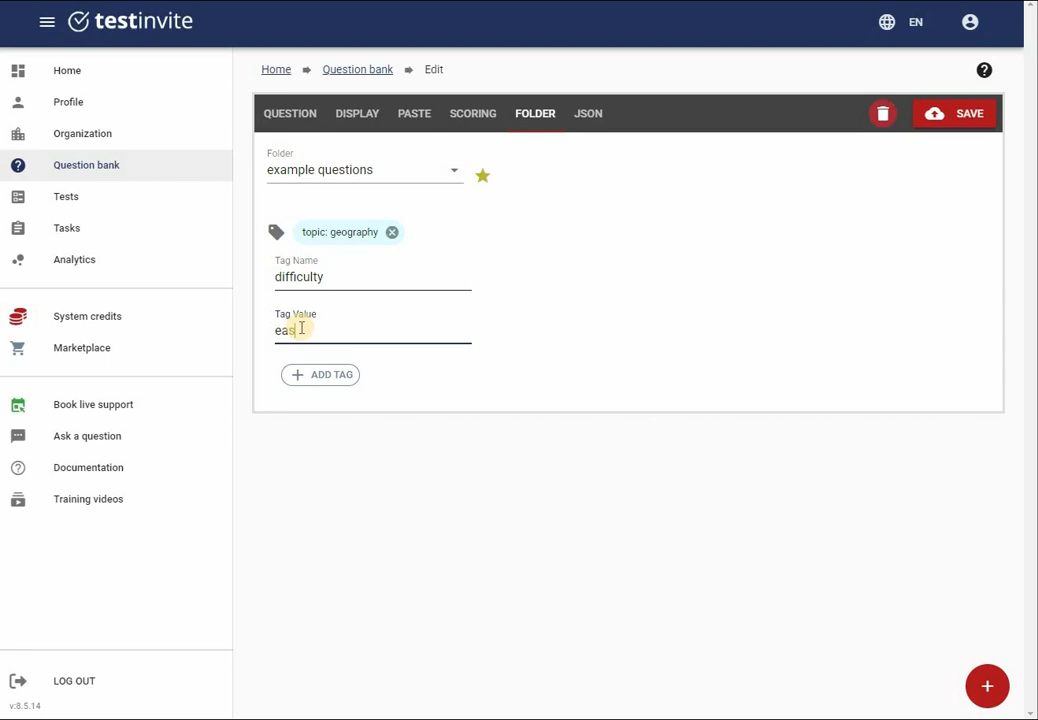 testinvite
EN
Home
Profile
Organization
Question bank
Tests
Tasks
Analytics
System credits
Marketplace
Book live support
Ask a question
Documentation
Training videos
LOG OUT
v:8.5.14
Home Question bank Edit
QUESTION DISPLAY PASTE SCORING FOLDER JSON SAVE
Folder
example questions
topic: geography
Tag Name
difficulty
Tag Value
eas
+ ADD TAG